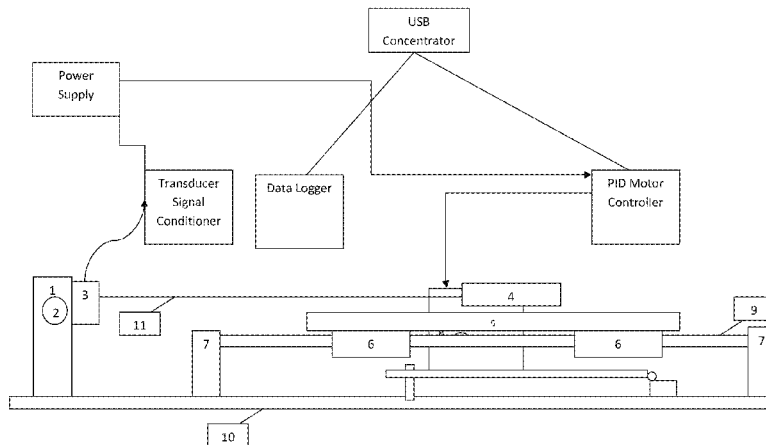 USB
Concentrator
Power
Supply
Transducer
Signal
Conditioner
Data Logger
PID Motor
Controller
1
2
3
4
11
9
7
6
6
7
10